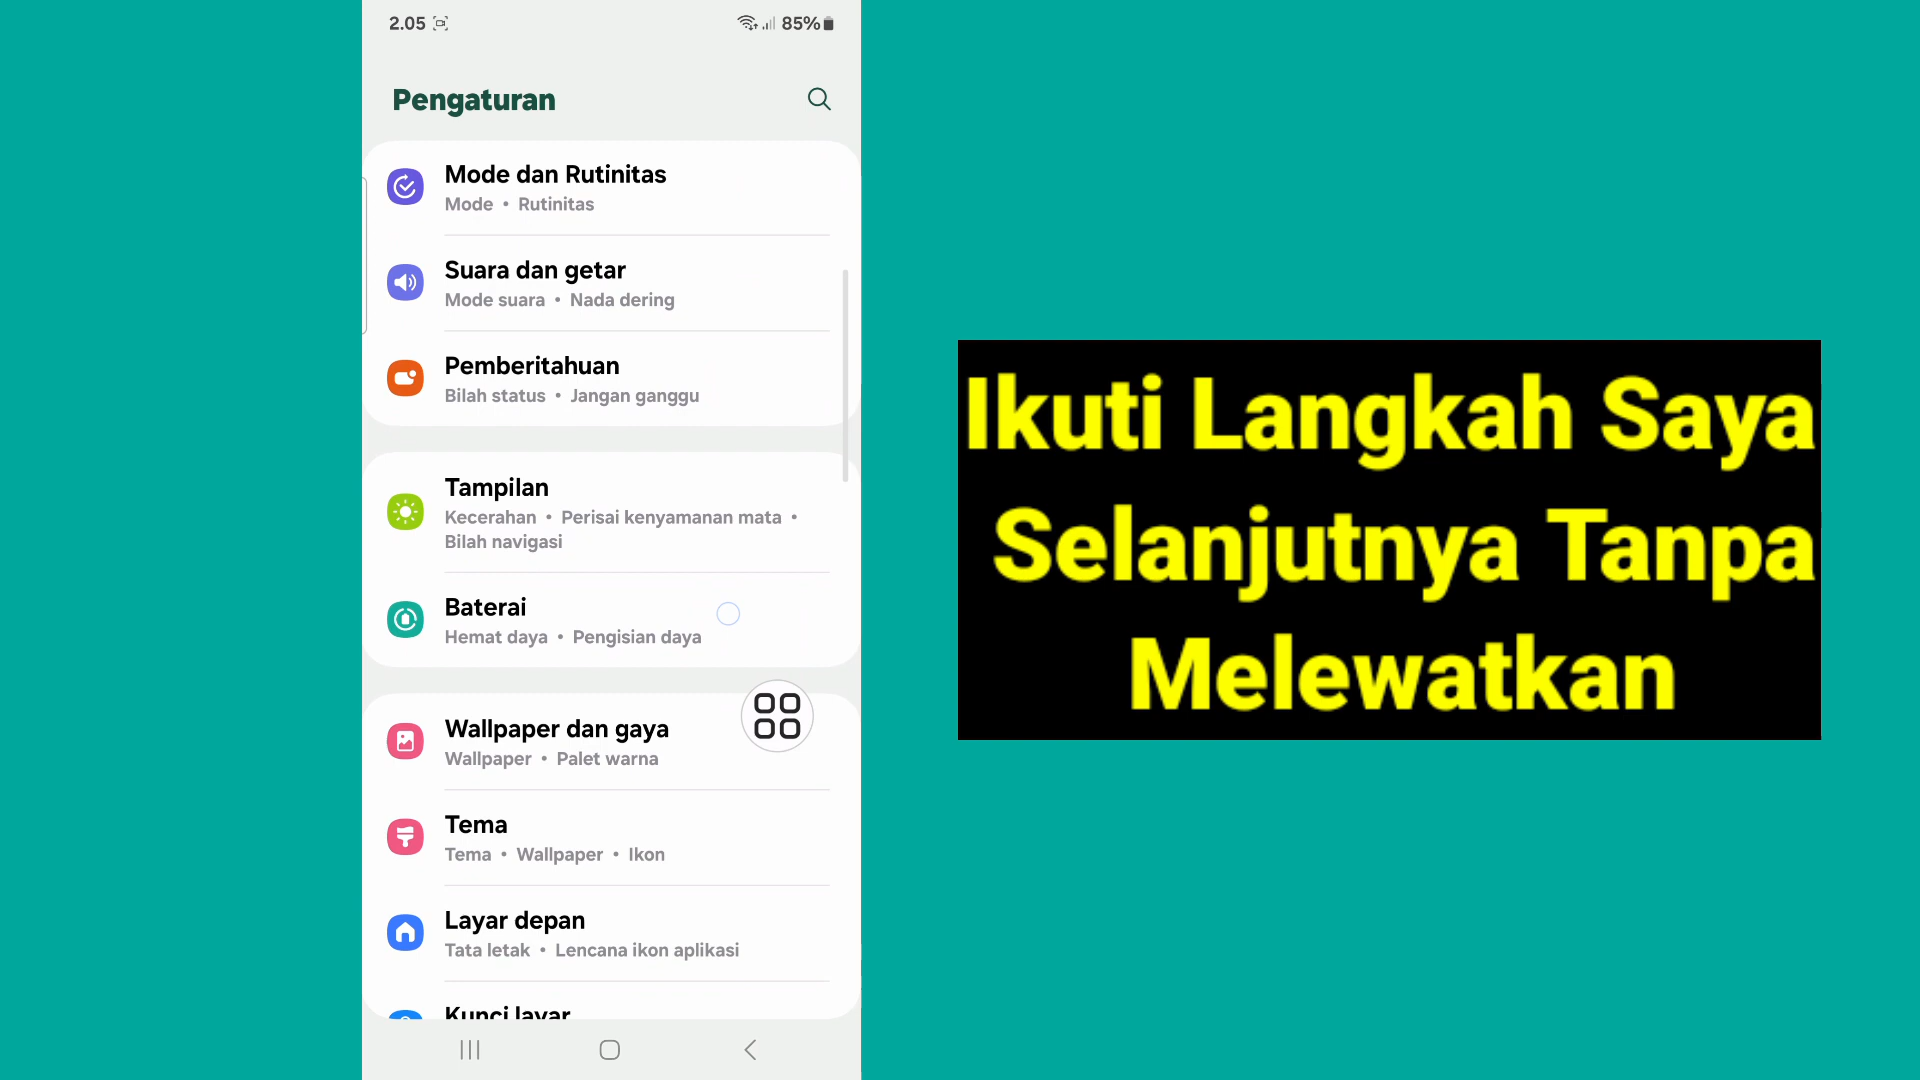 2.05
85%
Pengaturan
Mode dan Rutinitas
Mode • Rutinitas
Suara dan getar
Mode suara • Nada dering
Pemberitahuan
Bilah status • Jangan ganggu
Tampilan
Kecerahan • Perisai kenyamanan mata •
Bilah navigasi
Baterai
Hemat daya • Pengisian daya
Wallpaper dan gaya
Wallpaper • Palet warna
Tema
Tema • Wallpaper • Ikon
Layar depan
Tata letak • Lencana ikon aplikasi
Kunci layar
Ikuti Langkah Saya
Selanjutnya Tanpa
Melewatkan